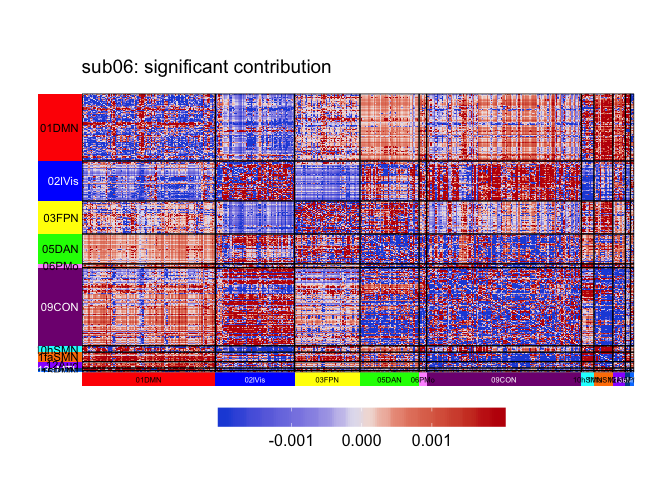 sub06: significant contribution
01DMN
02lVis
03FPN
05DAN
06PMo
09CON
01DMN
02lVis
03FPN
05DAN
09CON
-0.001
0.000
0.001